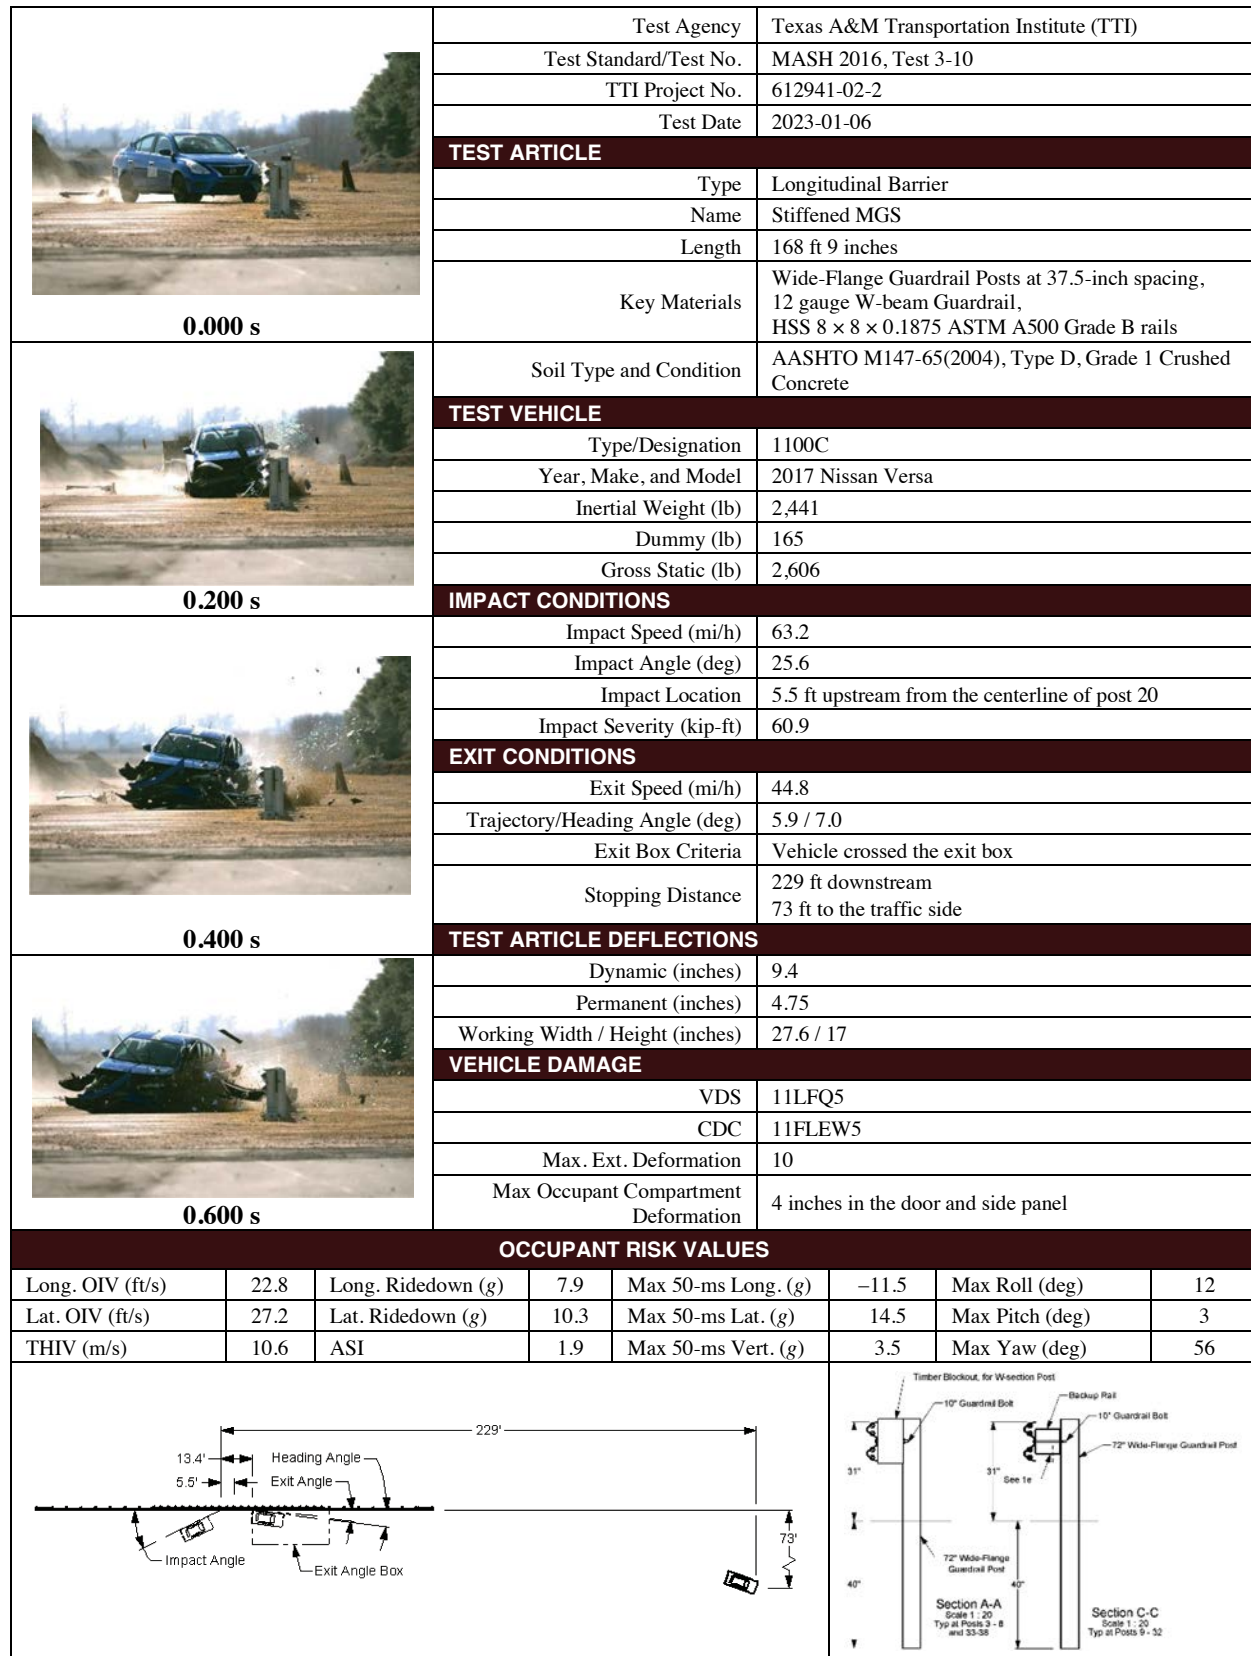 Test Agency Texas A&M Transportation Institute (TTI)
Test Standard/Test No. MASH 2016, Test 3-10
TTI Project No. 612941-02-2
Test Date 2023-01-06
TEST ARTICLE
Type Longitudinal Barrier
Name Stiffened MGS
Length 168 ft 9 inches
Key Materials Wide-Flange Guardrail Posts at 37.5-inch spacing,
12 gauge W-beam Guardrail,
HSS 8 × 8 × 0.1875 ASTM A500 Grade B rails
0.000 s
Soil Type and Condition AASHTO M147-65(2004), Type D, Grade 1 Crushed
Concrete
TEST VEHICLE
Type/Designation 1100C
Year, Make, and Model 2017 Nissan Versa
Inertial Weight (lb) 2,441
Dummy (lb) 165
Gross Static (lb) 2,606
0.200 s
IMPACT CONDITIONS
Impact Speed (mi/h) 63.2
Impact Angle (deg) 25.6
Impact Location 5.5 ft upstream from the centerline of post 20
Impact Severity (kip-ft) 60.9
EXIT CONDITIONS
Exit Speed (mi/h) 44.8
Trajectory/Heading Angle (deg) 5.9 / 7.0
Exit Box Criteria Vehicle crossed the exit box
Stopping Distance 229 ft downstream
73 ft to the traffic side
0.400 s
TEST ARTICLE DEFLECTIONS
Dynamic (inches) 9.4
Permanent (inches) 4.75
Working Width / Height (inches) 27.6 / 17
VEHICLE DAMAGE
VDS 11LFQ5
CDC 11FLEW5
Max. Ext. Deformation 10
Max Occupant Compartment
Deformation 4 inches in the door and side panel
0.600 s
OCCUPANT RISK VALUES
Long. OIV (ft/s) 22.8 Long. Ridedown (g) 7.9 Max 50-ms Long. (g) −11.5 Max Roll (deg) 12
Lat. OIV (ft/s) 27.2 Lat. Ridedown (g) 10.3 Max 50-ms Lat. (g) 14.5 Max Pitch (deg) 3
THIV (m/s) 10.6 ASI 1.9 Max 50-ms Vert. (g) 3.5 Max Yaw (deg) 56
229'
13.4'
Heading Angle
5.5'
Exit Angle
Impact Angle
Exit Angle Box
73'
Timber Blockout, for W-section Post
10" Guardrail Bolt
Backup Rail
10" Guardrail Bolt
72" Wide-Flange Guardrail Post
31"
31"
See 1e
72" Wide-Flange
Guardrail Post
40"
40"
Section A-A
Scale 1 : 20
Typ at Posts 3 - 8
and 33-38
Section C-C
Scale 1 : 20
Typ at Posts 9 - 32